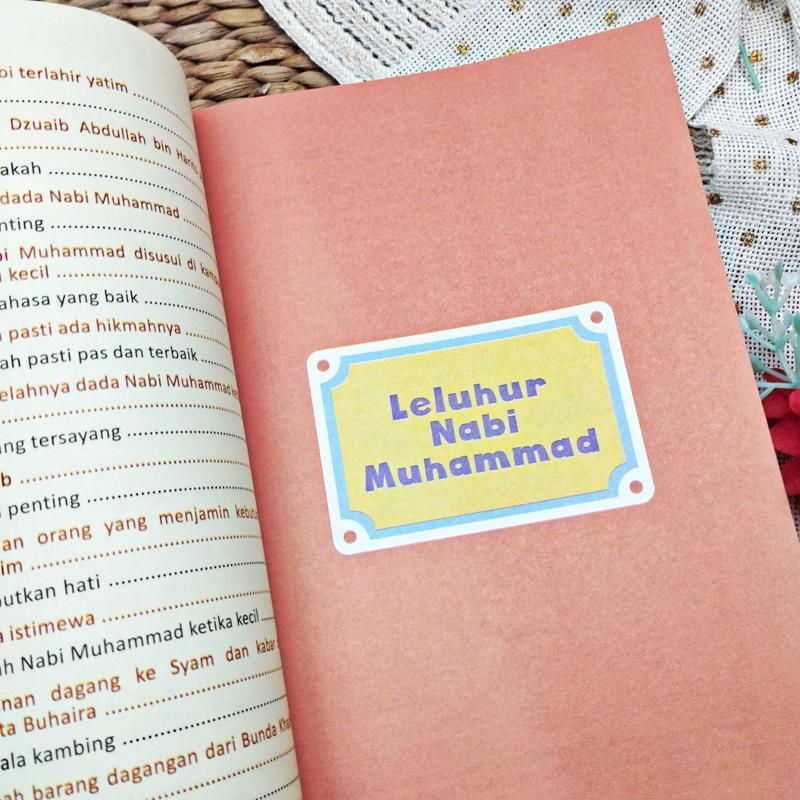 bi terlahir yatim ..........
Dzuaib Abdullah bin
akah ..........
dada Nabi Muhammad ..........
nting ..........
bi Muhammad disusui di
kecil ..........
ahasa yang baik ..........
pasti ada hikmahnya ..........
ah pasti pas dan terbaik ..........
elahnya dada Nabi Muhammad
ng tersayang ..........
b ..........
penting ..........
an orang yang menjamin
im ..........
utkan hati ..........
istimewa ..........
ah Nabi Muhammad ketika kecil ..........
nan dagang ke Syam dan kabar
ta Buhaira ..........
ala kambing ..........
ah barang dagangan dari Bunda
Leluhur
Nabi
Muhammad